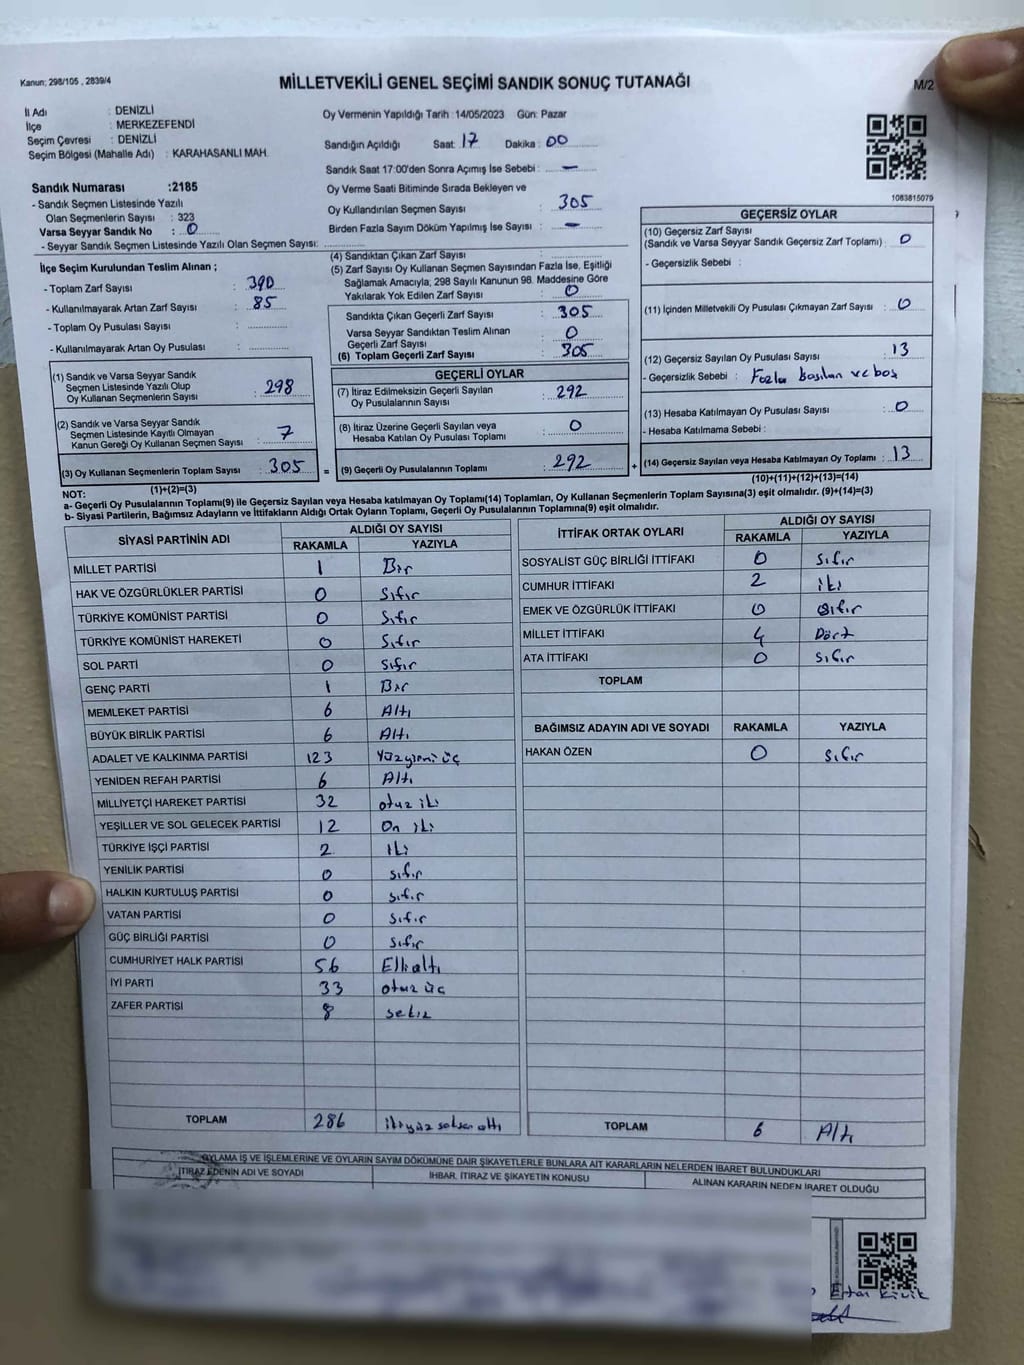 Kanun; 298/105 , 2839/4
MİLLETVEKİLİ GENEL SEÇİMİ SANDIK SONUÇ TUTANAĞI
M/2
İl Adı : DENİZLİ
İlçe : MERKEZEFENDİ
Seçim Çevresi : DENİZLİ
Seçim Bölgesi (Mahalle Adı) : KARAHASANLI MAH.
Oy Vermenin Yapıldığı Tarih :14/05/2023 Gün: Pazar
Sandığın Açıldığı Saat: 17 Dakika: 00
Sandık Saat 17:00'den Sonra Açımış İse Sebebi : —
Oy Verme Saati Bitiminde Sırada Bekleyen ve
Oy Kullandırılan Seçmen Sayısı : 305
Birden Fazla Sayım Döküm Yapılmış İse Sayısı : —
1083815079
Sandık Numarası :2185
- Sandık Seçmen Listesinde Yazılı
Olan Seçmenlerin Sayısı : 323
Varsa Seyyar Sandık No : 0
- Seyyar Sandık Seçmen Listesinde Yazılı Olan Seçmen Sayısı:
İlçe Seçim Kurulundan Teslim Alınan ;
- Toplam Zarf Sayısı : 390
- Kullanılmayarak Artan Zarf Sayısı : 85
- Toplam Oy Pusulası Sayısı :
- Kullanılmayarak Artan Oy Pusulası :
(1) Sandık ve Varsa Seyyar Sandık
Seçmen Listesinde Yazılı Olup
Oy Kullanan Seçmenlerin Sayısı : 298
(2) Sandık ve Varsa Seyyar Sandık
Seçmen Listesinde Kayıtlı Olmayan
Kanun Gereği Oy Kullanan Seçmen Sayısı : 7
(3) Oy Kullanan Seçmenlerin Toplam Sayısı : 305
(1)+(2)=(3)
(4) Sandıktan Çıkan Zarf Sayısı :
(5) Zarf Sayısı Oy Kullanan Seçmen Sayısından Fazla İse, Eşitliği
Sağlamak Amacıyla; 298 Sayılı Kanunun 98. Maddesine Göre
Yakılarak Yok Edilen Zarf Sayısı : 0
Sandıkta Çıkan Geçerli Zarf Sayısı : 305
Varsa Seyyar Sandıktan Teslim Alınan
Geçerli Zarf Sayısı : 0
(6) Toplam Geçerli Zarf Sayısı : 305
GEÇERLİ OYLAR
(7) İtiraz Edilmeksizin Geçerli Sayılan
Oy Pusulalarının Sayısı : 292
(8) İtiraz Üzerine Geçerli Sayılan veya
Hesaba Katılan Oy Pusulası Toplamı : 0
= (9) Geçerli Oy Pusulalarının Toplamı : 292
GEÇERSİZ OYLAR
(10) Geçersiz Zarf Sayısı
(Sandık ve Varsa Seyyar Sandık Geçersiz Zarf Toplamı) : 0
- Geçersizlik Sebebi :
(11) İçinden Milletvekili Oy Pusulası Çıkmayan Zarf Sayısı : 0
(12) Geçersiz Sayılan Oy Pusulası Sayısı : 13
- Geçersizlik Sebebi : Fazla basılan ve boş
(13) Hesaba Katılmayan Oy Pusulası Sayısı : 0
- Hesaba Katılmama Sebebi :
+ (14) Geçersiz Sayılan veya Hesaba Katılmayan Oy Toplamı : 13
(10)+(11)+(12)+(13)=(14)
NOT:
a- Geçerli Oy Pusulalarının Toplamı(9) ile Geçersiz Sayılan veya Hesaba katılmayan Oy Toplamı(14) Toplamları, Oy Kullanan Seçmenlerin Toplam Sayısına(3) eşit olmalıdır. (9)+(14)=(3)
b- Siyasi Partilerin, Bağımsız Adayların ve İttifakların Aldığı Ortak Oyların Toplamı, Geçerli Oy Pusulalarının Toplamına(9) eşit olmalıdır.
SİYASİ PARTİNİN ADI ALDIĞI OY SAYISI
RAKAMLA YAZIYLA
MİLLET PARTİSİ 1 Bir
HAK VE ÖZGÜRLÜKLER PARTİSİ 0 Sıfır
TÜRKİYE KOMÜNİST PARTİSİ 0 Sıfır
TÜRKİYE KOMÜNİST HAREKETİ 0 Sıfır
SOL PARTİ 0 Sıfır
GENÇ PARTİ 1 Bir
MEMLEKET PARTİSİ 6 Altı
BÜYÜK BİRLİK PARTİSİ 6 Altı
ADALET VE KALKINMA PARTİSİ 123 Yüzyirmi üç
YENİDEN REFAH PARTİSİ 6 Altı
MİLLİYETÇİ HAREKET PARTİSİ 32 otuz iki
YEŞİLLER VE SOL GELECEK PARTİSİ 12 On iki
TÜRKİYE İŞÇİ PARTİSİ 2 iki
YENİLİK PARTİSİ 0 sıfır
HALKIN KURTULUŞ PARTİSİ 0 sıfır
VATAN PARTİSİ 0 sıfır
GÜÇ BİRLİĞİ PARTİSİ 0 sıfır
CUMHURİYET HALK PARTİSİ 56 Elli altı
İYİ PARTİ 33 otuz üç
ZAFER PARTİSİ 8 sekiz
TOPLAM 286 ikiyüz seksen altı
İTTİFAK ORTAK OYLARI ALDIĞI OY SAYISI
RAKAMLA YAZIYLA
SOSYALİST GÜÇ BİRLİĞİ İTTİFAKI 0 Sıfır
CUMHUR İTTİFAKI 2 iki
EMEK VE ÖZGÜRLÜK İTTİFAKI 0 Sıfır
MİLLET İTTİFAKI 4 Dört
ATA İTTİFAKI 0 sıfır
TOPLAM
BAĞIMSIZ ADAYIN ADI VE SOYADI RAKAMLA YAZIYLA
HAKAN ÖZEN 0 sıfır
TOPLAM 6 Altı
OYLAMA İŞ VE İŞLEMLERİNE VE OYLARIN SAYIM DÖKÜMÜNE DAİR ŞİKAYETLERLE BUNLARA AİT KARARLARIN NELERDEN İBARET BULUNDUKLARI
İTİRAZ EDENİN ADI VE SOYADI İHBAR, İTİRAZ VE ŞİKAYETİN KONUSU ALINAN KARARIN NEDEN İBARET OLDUĞU